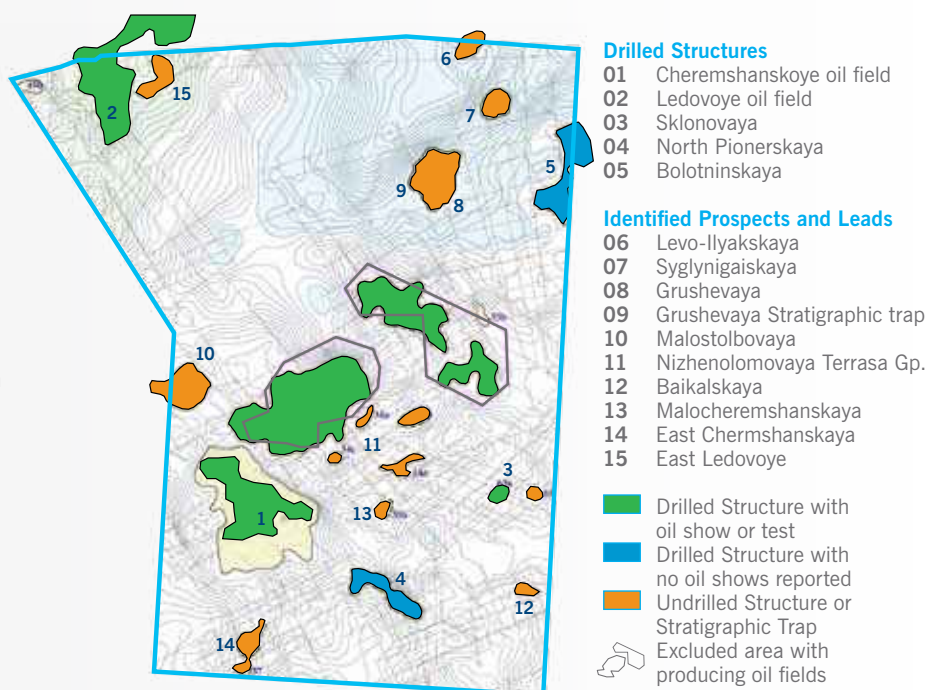 6
15
2
7
5
9
8
10
11
3
1
13
4
12
14
Drilled Structures
01 Cheremshanskoye oil field
02 Ledovoye oil field
03 Sklonovaya
04 North Pionerskaya
05 Bolotninskaya
Identified Prospects and Leads
06 Levo-Ilyakskaya
07 Syglynigaiskaya
08 Grushevaya
09 Grushevaya Stratigraphic trap
10 Malostolbovaya
11 Nizhenolomovaya Terrasa Gp.
12 Baikalskaya
13 Malocheremshanskaya
14 East Chermshanskaya
15 East Ledovoye
Drilled Structure with
oil show or test
Drilled Structure with
no oil shows reported
Undrilled Structure or
Stratigraphic Trap
Excluded area with
producing oil fields